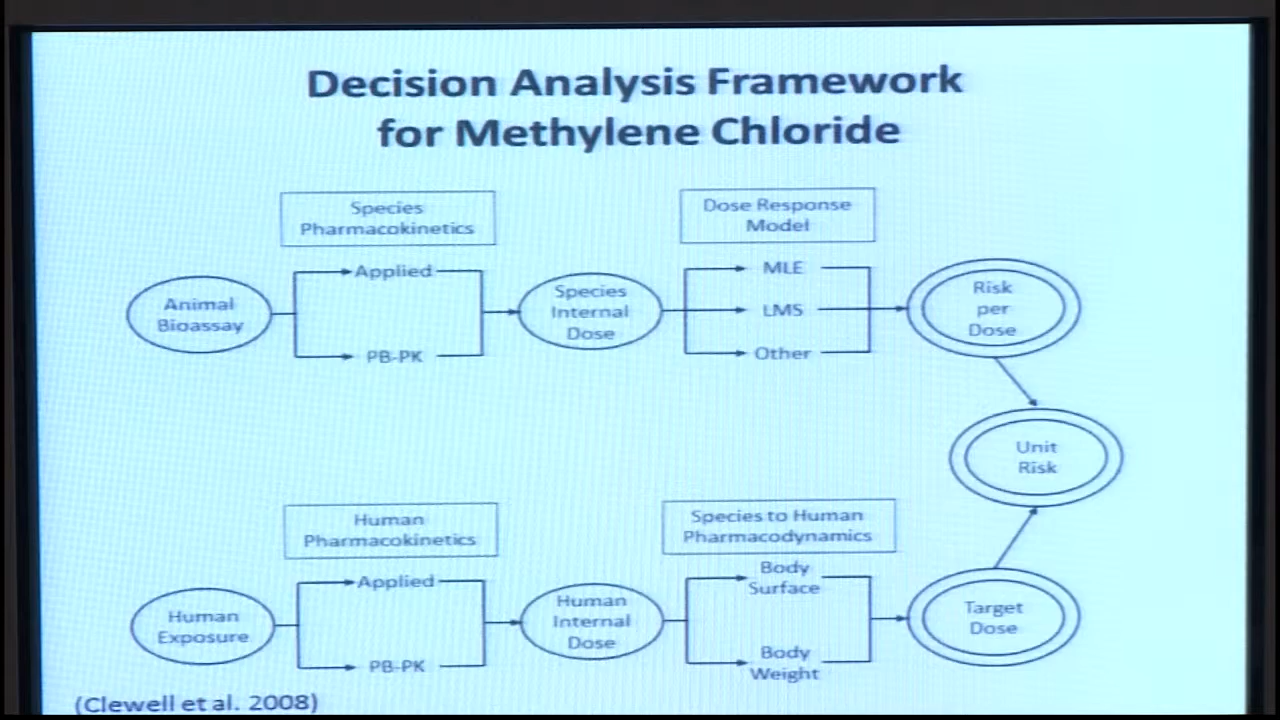 Decision Analysis Framework
for Methylene Chloride
Species
Pharmacokinetics
Dose Response
Model
Applied
MLE
Animal
Bioassay
Species
Internal
Dose
LMS
Risk
per
Dose
PB-PK
Other
Unit
Risk
Human
Pharmacokinetics
Species to Human
Pharmacodynamics
Applied
Body
Surface
Human
Exposure
Human
Internal
Dose
Target
Dose
PB-PK
Body
Weight
(Clewell et al. 2008)